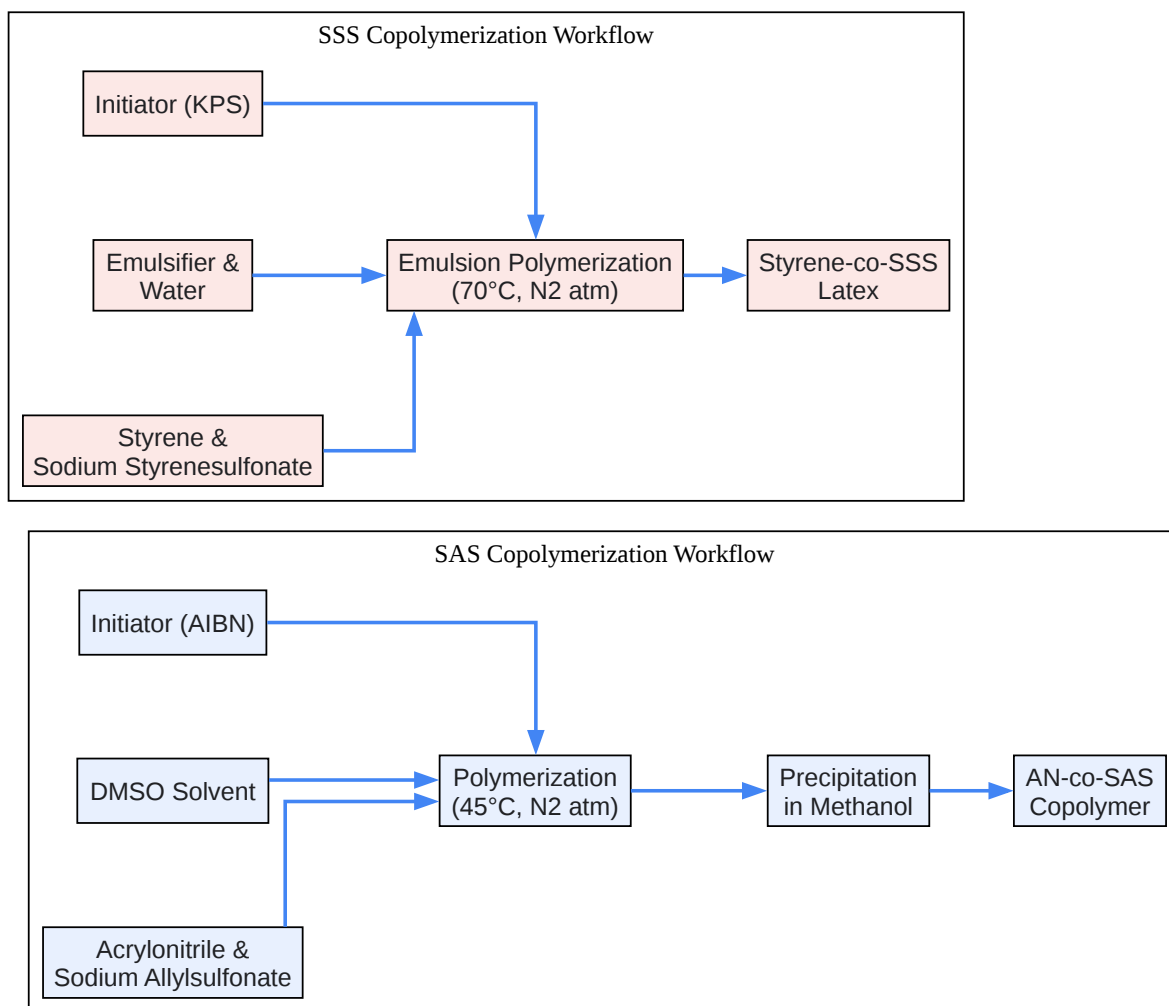 SSS Copolymerization Workflow
Initiator (KPS)
Emulsifier &
Water
Emulsion Polymerization
(70°C, N2 atm)
Styrene-co-SSS
Latex
Styrene &
Sodium Styrenesulfonate
SAS Copolymerization Workflow
Initiator (AIBN)
DMSO Solvent
Polymerization
(45°C, N2 atm)
Precipitation
in Methanol
AN-co-SAS
Copolymer
Acrylonitrile &
Sodium Allylsulfonate